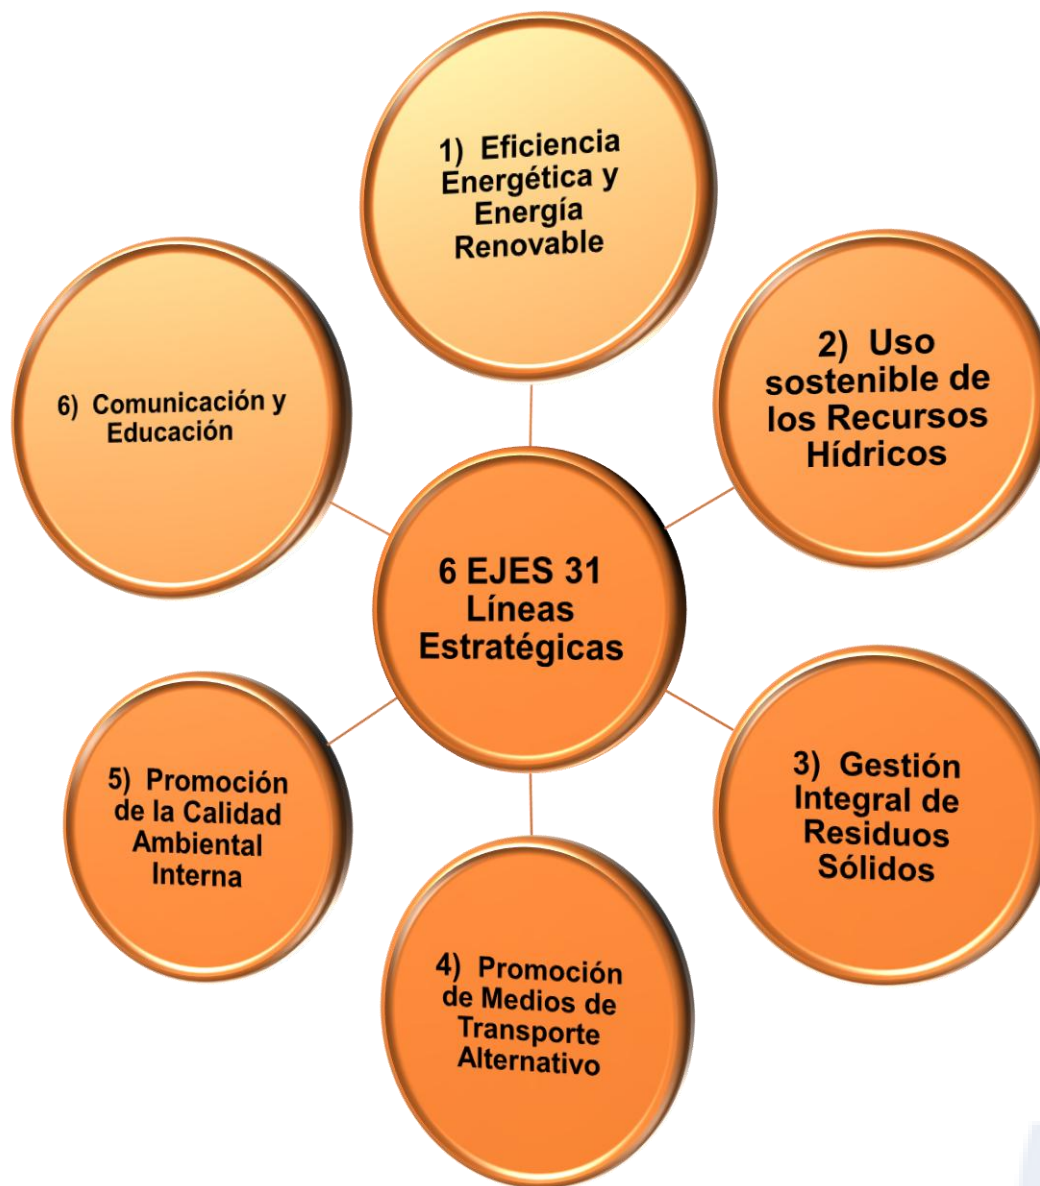 1) Eficiencia
Energética y
Energía
Renovable
2) Uso
sostenible de
los Recursos
Hídricos
3) Gestión
Integral de
Residuos
Sólidos
4) Promoción
de Medios de
Transporte
Alternativo
5) Promoción
de la Calidad
Ambiental
Interna
6) Comunicación y
Educación
6 EJES 31
Líneas
Estratégicas